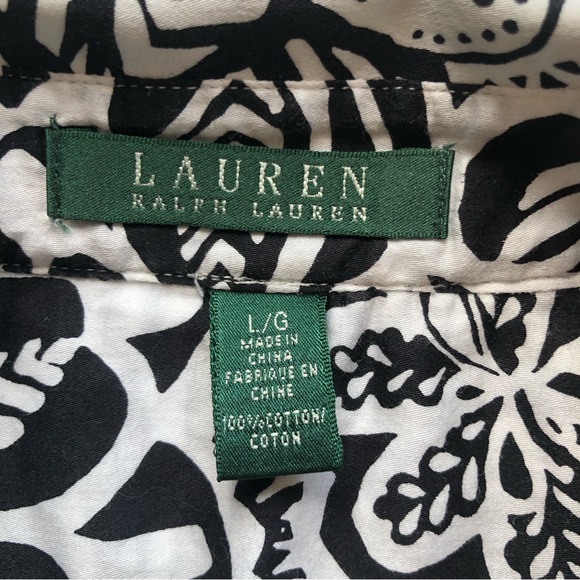 LAUREN
RALPH LAUREN
L/G
MADE IN
CHINA
FABRIQUE EN
CHINE
100% COTTON/
COTON